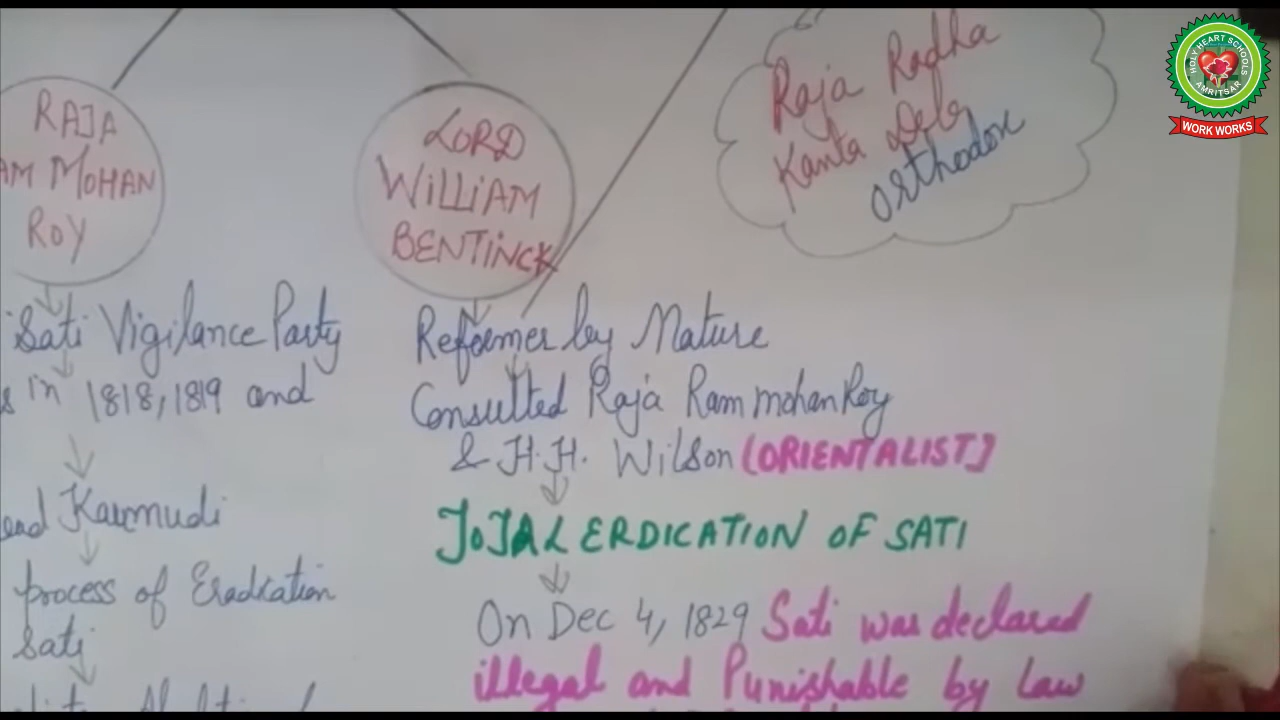 RAJA
AM MOHAN
ROY
Sati Vigilance Party
s in 1818, 1819 and
Kaumudi
process of Eradication
Sati
LORD
WILLIAM
BENTINCK
Reformer by Nature
Consulted Raja Rammohan Roy
& H.H. Wilson (ORIENTALIST)
TOTAL ERDICATION OF SATI
On Dec 4, 1829 Sati was declared
illegal and Punishable by Law
Raja Radha
Kanta Deb
Orthodox
HOLY HEART SCHOOLS
AMRITSAR
WORK WORKS